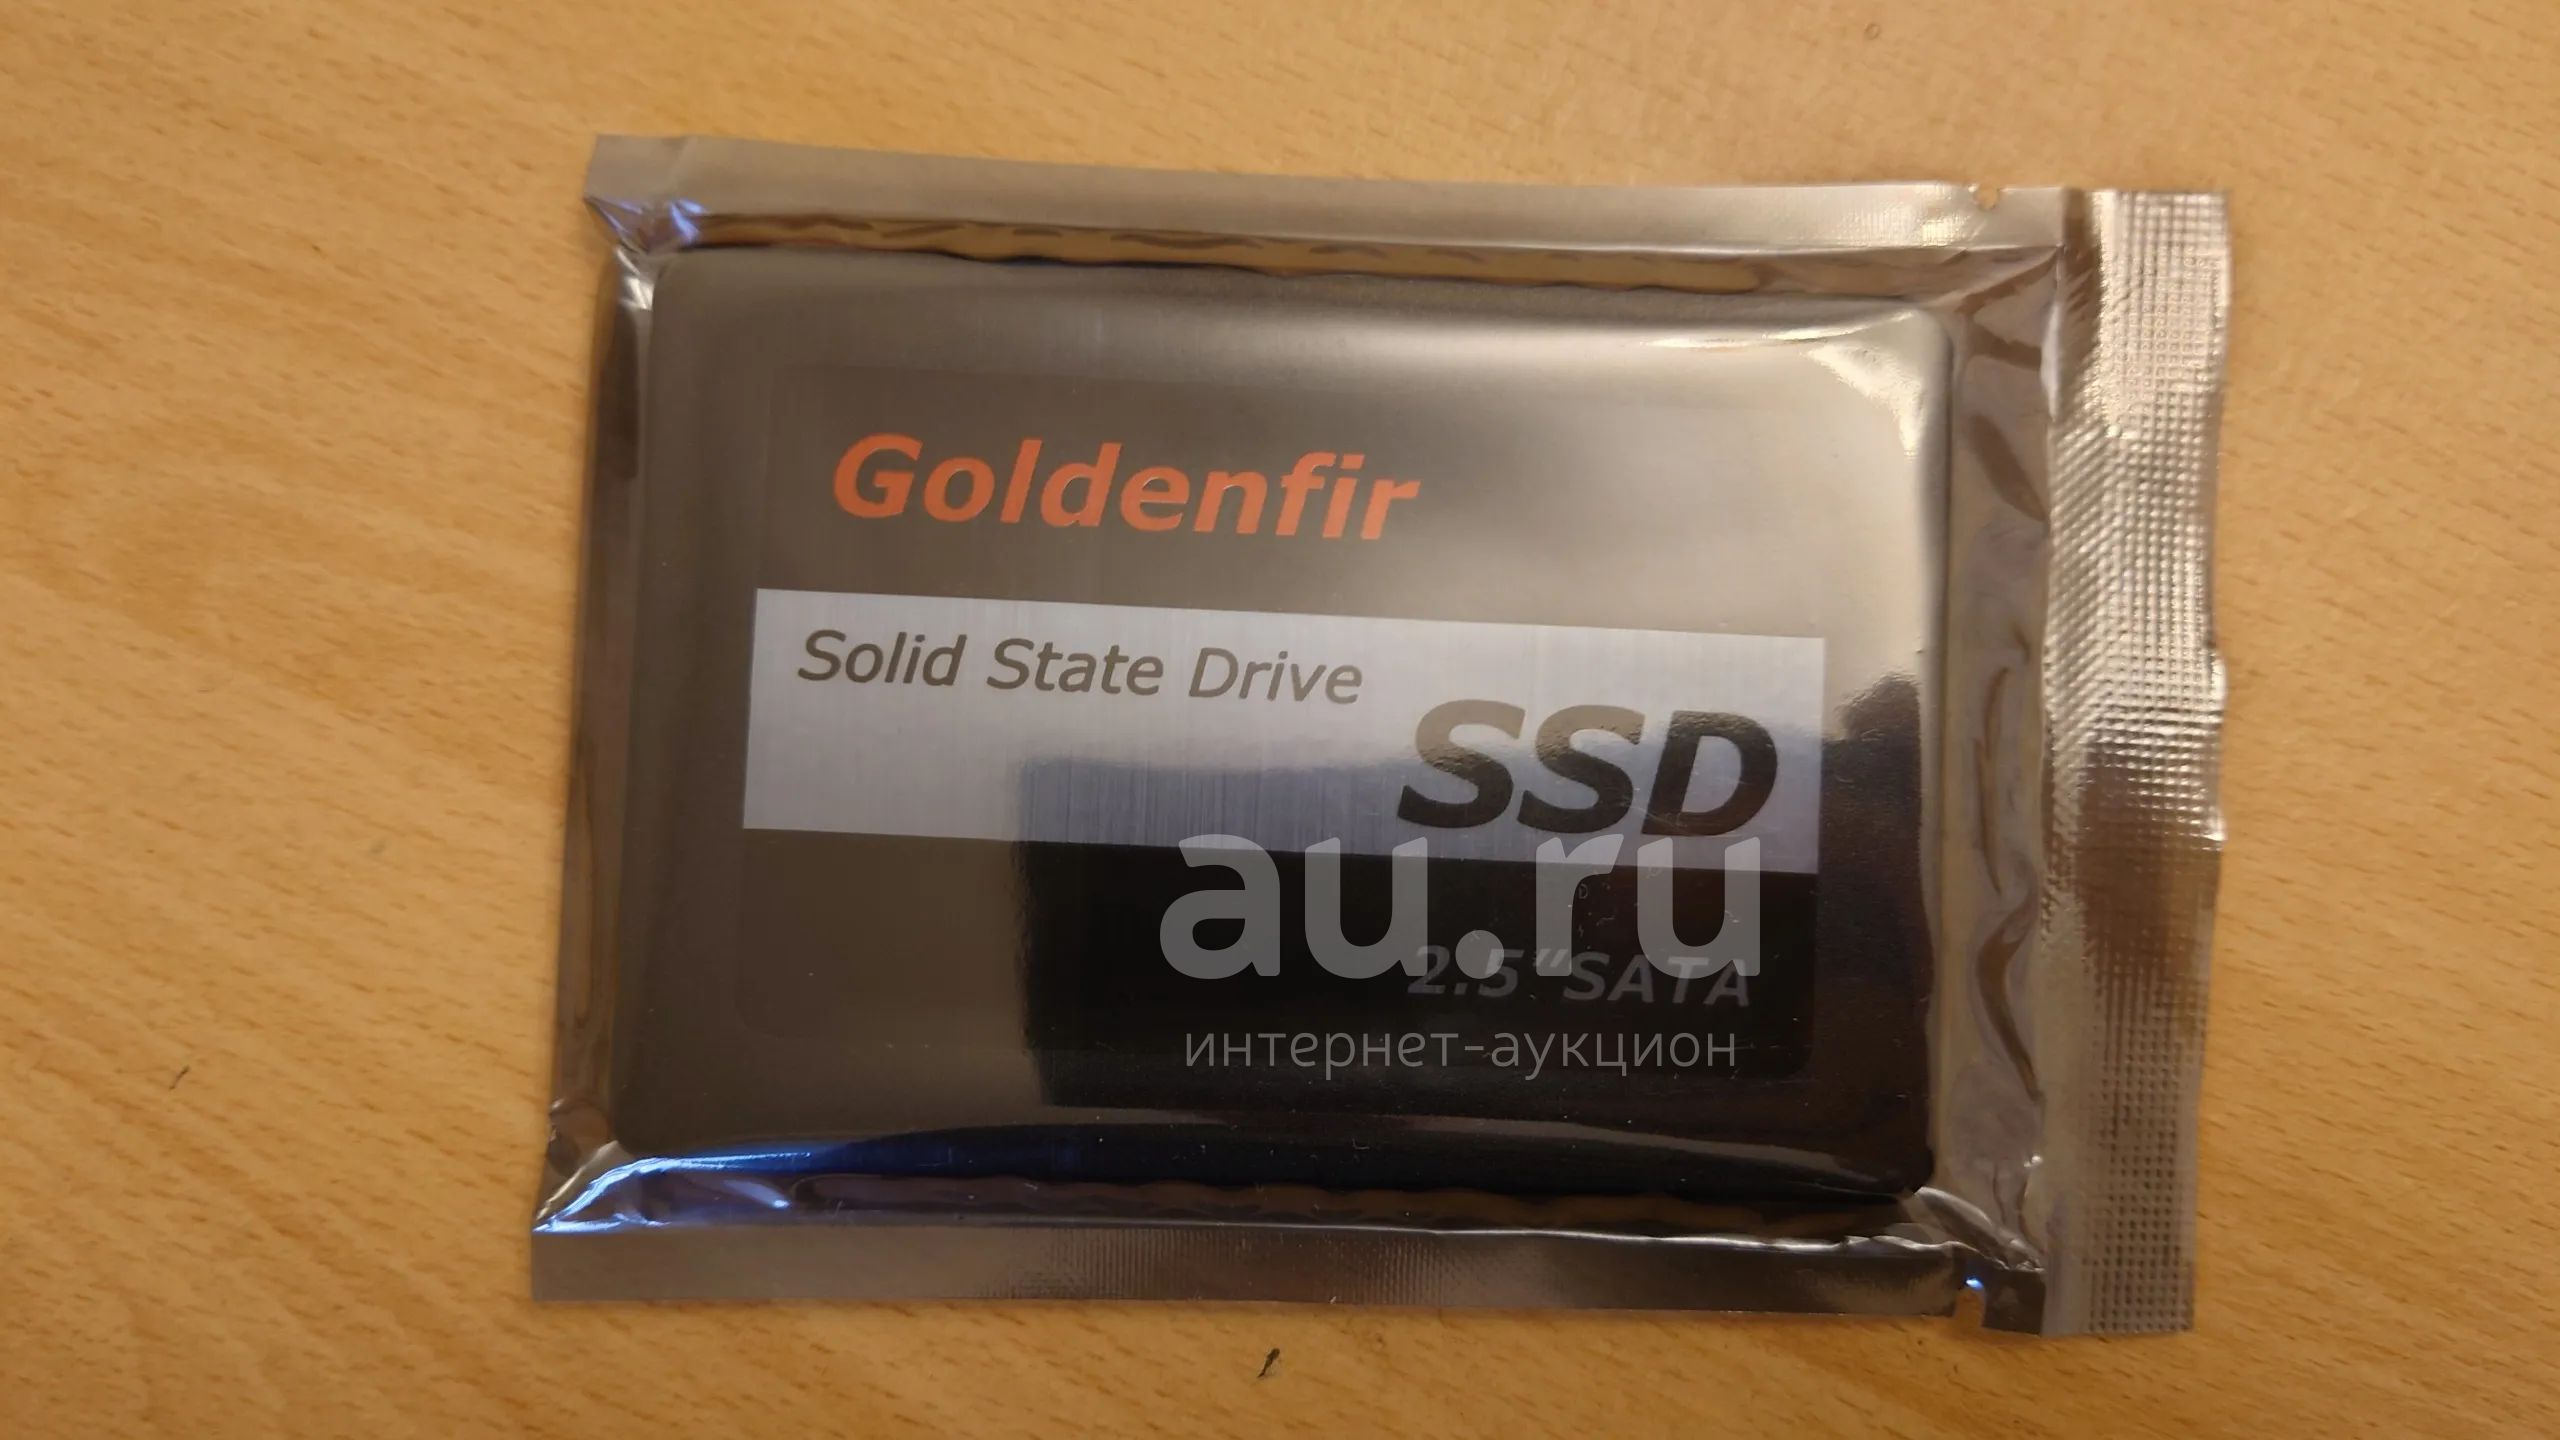 Goldenfir
Solid State Drive
SSD
au.ru
2.5"SATA
интернет-аукцион